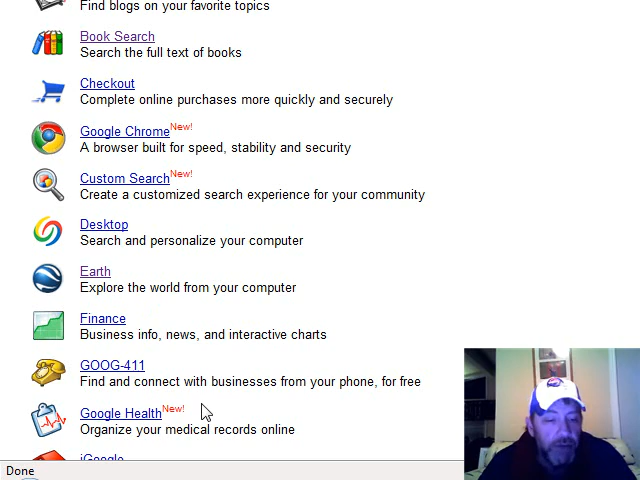 Find blogs on your favorite topics
Book Search
Search the full text of books
Checkout
Complete online purchases more quickly and securely
Google Chrome New!
A browser built for speed, stability and security
Custom Search New!
Create a customized search experience for your community
Desktop
Search and personalize your computer
Earth
Explore the world from your computer
Finance
Business info, news, and interactive charts
GOOG-411
Find and connect with businesses from your phone, for free
Google Health New!
Organize your medical records online
iGoogle
Done